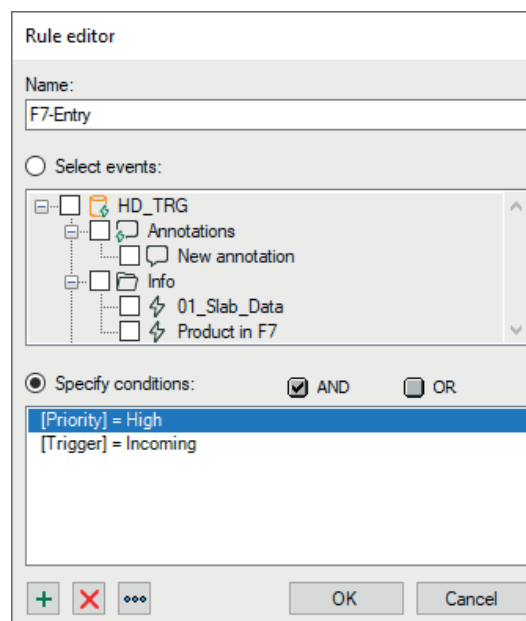 Rule editor
Name:
F7-Entry
Select events:
HD_TRG
Annotations
New annotation
Info
01_Slab_Data
Product in F7
Specify conditions: AND OR
[Priority] = High
[Trigger] = Incoming
OK Cancel